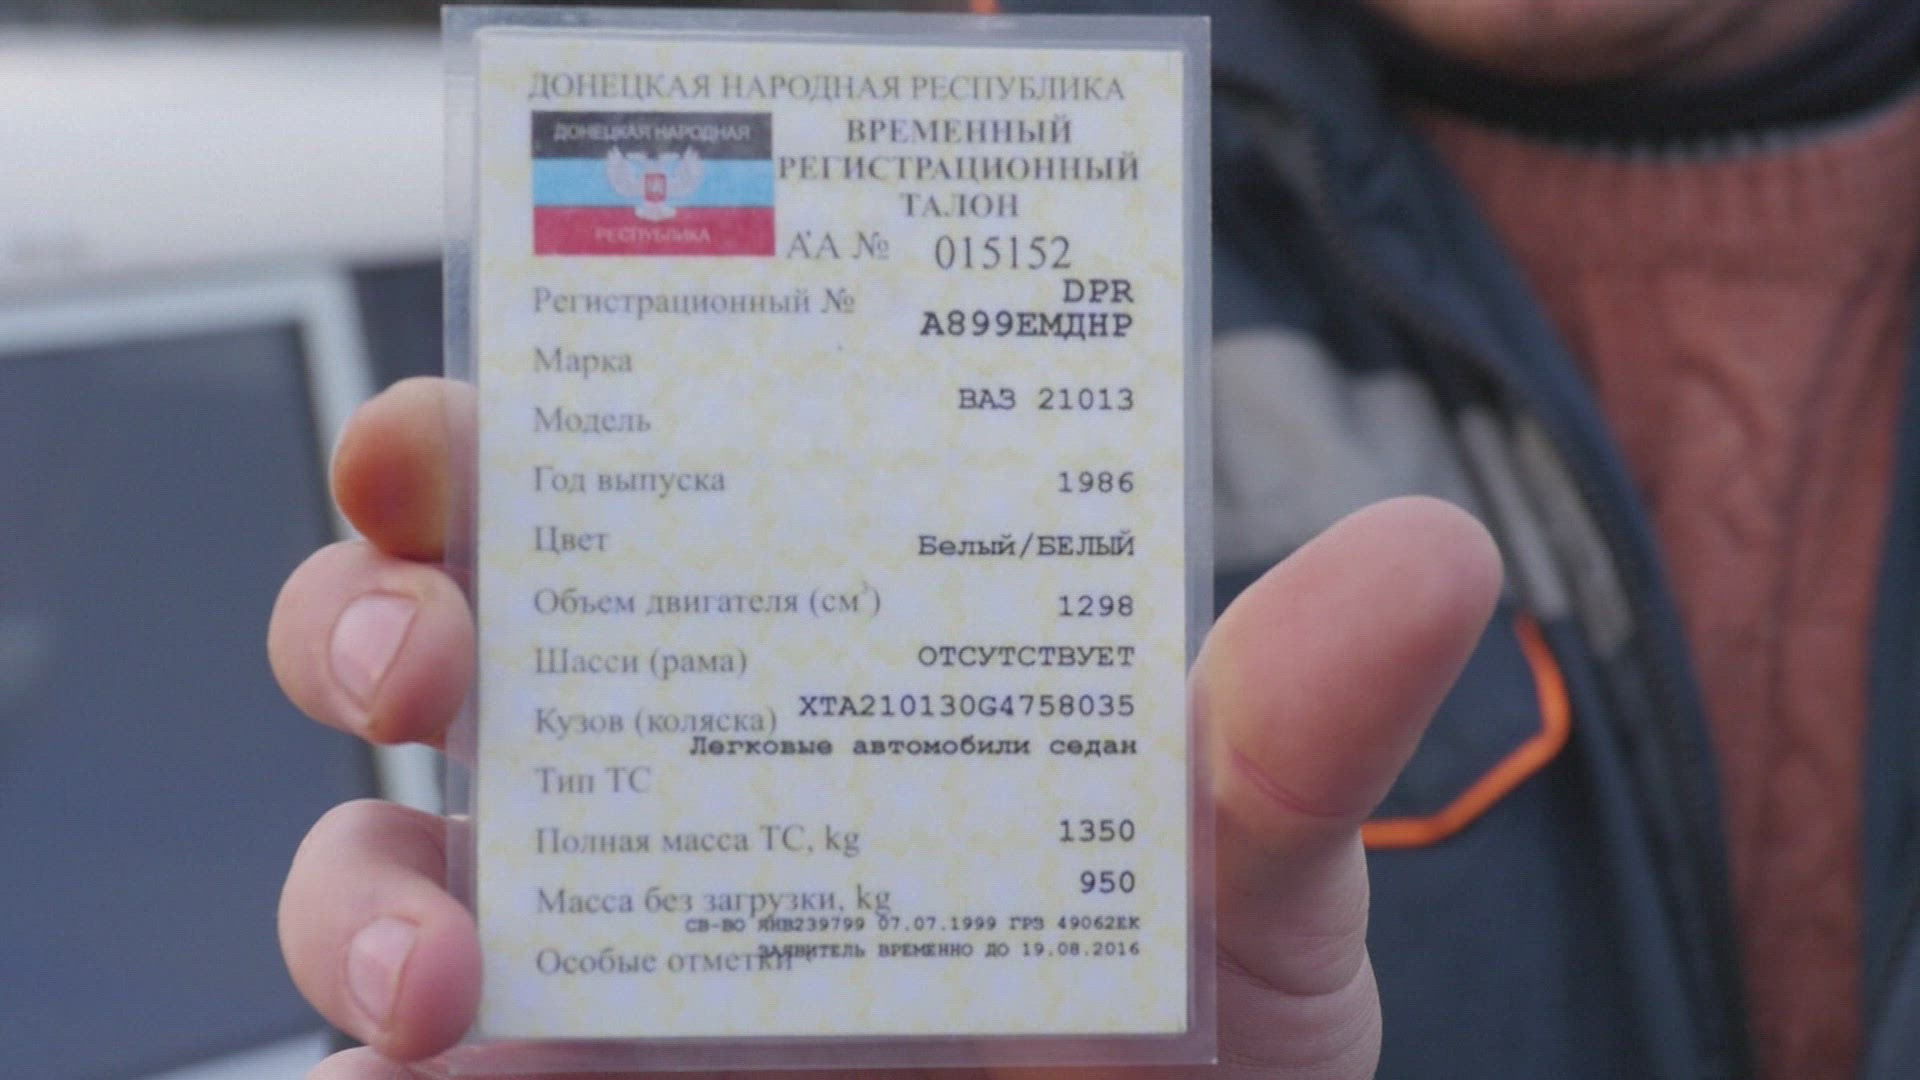 ДОНЕЦКАЯ НАРОДНАЯ РЕСПУБЛИКА
ДОНЕЦКАЯ НАРОДНАЯ
РЕСПУБЛИКА
ВРЕМЕННЫЙ
РЕГИСТРАЦИОННЫЙ
ТАЛОН
АА № 015152
Регистрационный № DPR
А899ЕМДНР
Марка
ВАЗ 21013
Модель
Год выпуска 1986
Цвет Белый/БЕЛЫЙ
Объем двигателя (см³) 1298
Шасси (рама) ОТСУТСТВУЕТ
Кузов (коляска) XTA210130G4758035
Легковые автомобили седан
Тип ТС
Полная масса ТС, kg 1350
Масса без загрузки, kg 950
СВ-ВО ЯНВ239799 07.07.1999 ГРЗ 49062ЕК
ЗАЯВИТЕЛЬ ВРЕМЕННО ДО 19.08.2016
Особые отметки